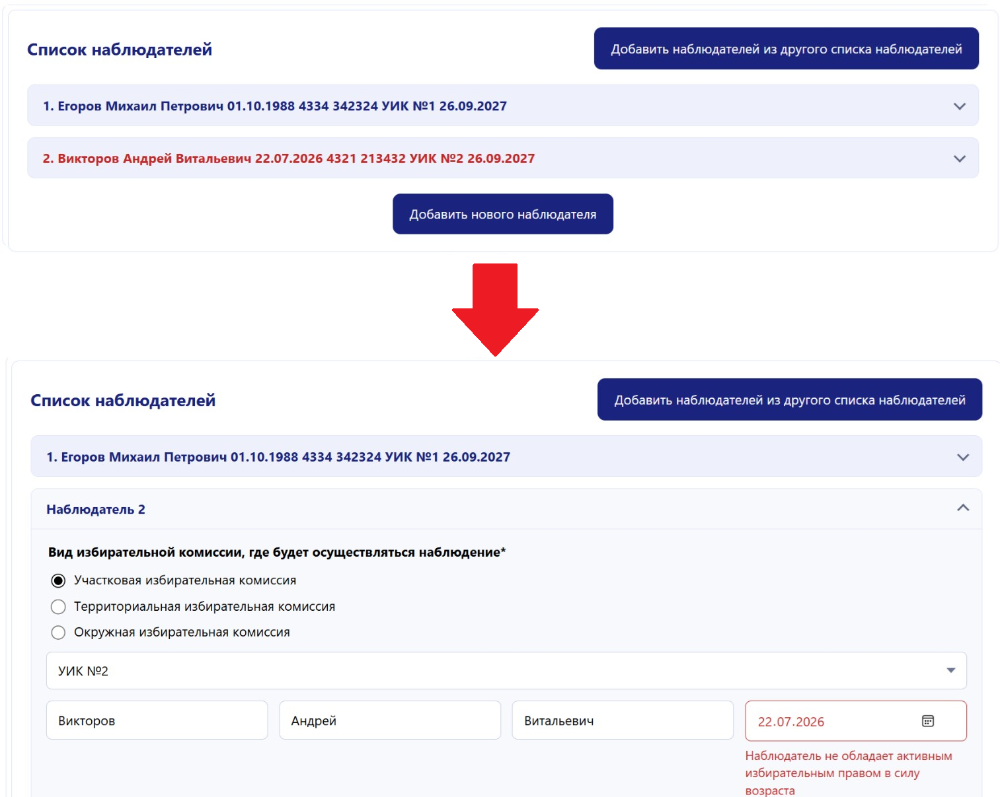 Список наблюдателей
Добавить наблюдателей из другого списка наблюдателей
1. Егоров Михаил Петрович 01.10.1988 4334 342324 УИК №1 26.09.2027
2. Викторов Андрей Витальевич 22.07.2026 4321 213432 УИК №2 26.09.2027
Добавить нового наблюдателя
Список наблюдателей
Добавить наблюдателей из другого списка наблюдателей
1. Егоров Михаил Петрович 01.10.1988 4334 342324 УИК №1 26.09.2027
Наблюдатель 2
Вид избирательной комиссии, где будет осуществляться наблюдение*
Участковая избирательная комиссия
Территориальная избирательная комиссия
Окружная избирательная комиссия
УИК №2
Викторов
Андрей
Витальевич
22.07.2026
Наблюдатель не обладает активным
избирательным правом в силу
возраста